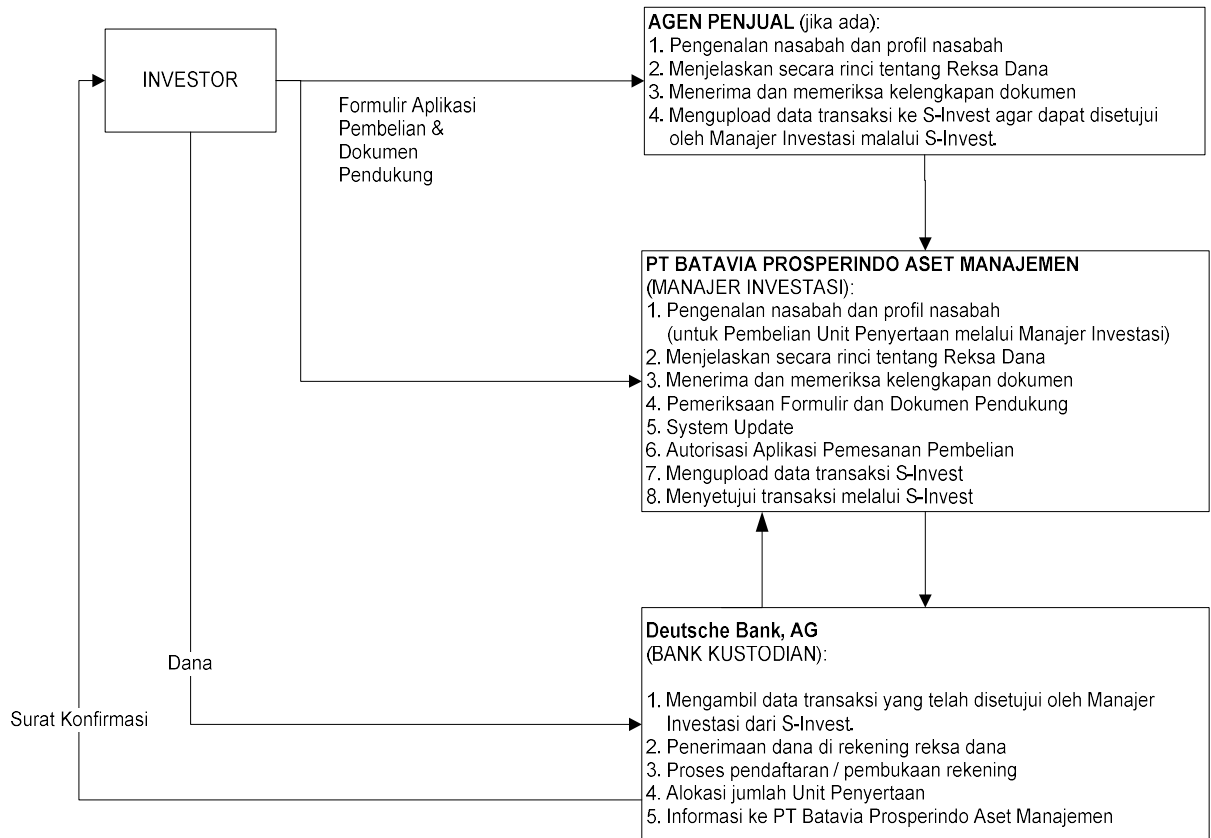 INVESTOR
Formulir Aplikasi
Pembelian &
Dokumen
Pendukung
AGEN PENJUAL (jika ada):
1. Pengenalan nasabah dan profil nasabah
2. Menjelaskan secara rinci tentang Reksa Dana
3. Menerima dan memeriksa kelengkapan dokumen
4. Mengupload data transaksi ke S-Invest agar dapat disetujui
oleh Manajer Investasi malalui S-Invest.
PT BATAVIA PROSPERINDO ASET MANAJEMEN
(MANAJER INVESTASI):
1. Pengenalan nasabah dan profil nasabah
(untuk Pembelian Unit Penyertaan melalui Manajer Investasi)
2. Menjelaskan secara rinci tentang Reksa Dana
3. Menerima dan memeriksa kelengkapan dokumen
4. Pemeriksaan Formulir dan Dokumen Pendukung
5. System Update
6. Autorisasi Aplikasi Pemesanan Pembelian
7. Mengupload data transaksi S-Invest
8. Menyetujui transaksi melalui S-Invest
Dana
Surat Konfirmasi
Deutsche Bank, AG
(BANK KUSTODIAN):
1. Mengambil data transaksi yang telah disetujui oleh Manajer
Investasi dari S-Invest.
2. Penerimaan dana di rekening reksa dana
3. Proses pendaftaran / pembukaan rekening
4. Alokasi jumlah Unit Penyertaan
5. Informasi ke PT Batavia Prosperindo Aset Manajemen